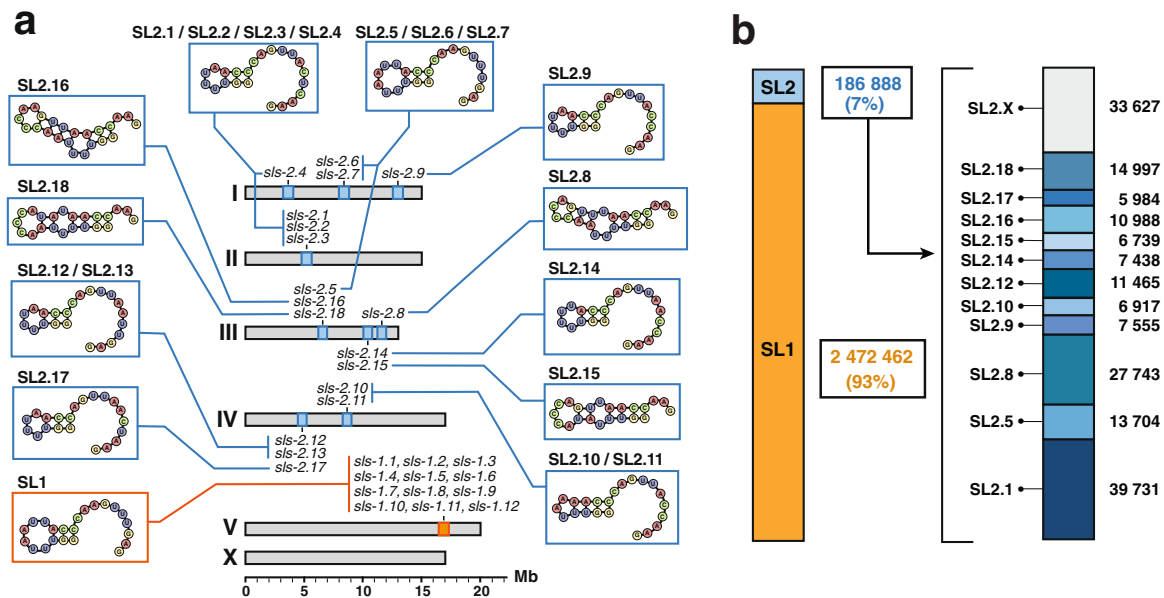 a
SL2.1 / SL2.2 / SL2.3 / SL2.4
SL2.5 / SL2.6 / SL2.7
SL2.16
SL2.9
SL2.18
SL2.8
SL2.12 / SL2.13
SL2.14
SL2.17
SL2.15
SL1
SL2.10 / SL2.11
sls-2.4
sls-2.6
sls-2.7
sls-2.9
I
sls-2.1
sls-2.2
sls-2.3
II
sls-2.5
sls-2.16
sls-2.18
sls-2.8
III
sls-2.14
sls-2.15
sls-2.10
sls-2.11
IV
sls-2.12
sls-2.13
sls-2.17
sls-1.1, sls-1.2, sls-1.3
sls-1.4, sls-1.5, sls-1.6
sls-1.7, sls-1.8, sls-1.9
sls-1.10, sls-1.11, sls-1.12
V
X
0 5 10 15 20 Mb
b
SL2
186 888
(7%)
SL1
2 472 462
(93%)
SL2.X 33 627
SL2.18 14 997
SL2.17 5 984
SL2.16 10 988
SL2.15 6 739
SL2.14 7 438
SL2.12 11 465
SL2.10 6 917
SL2.9 7 555
SL2.8 27 743
SL2.5 13 704
SL2.1 39 731